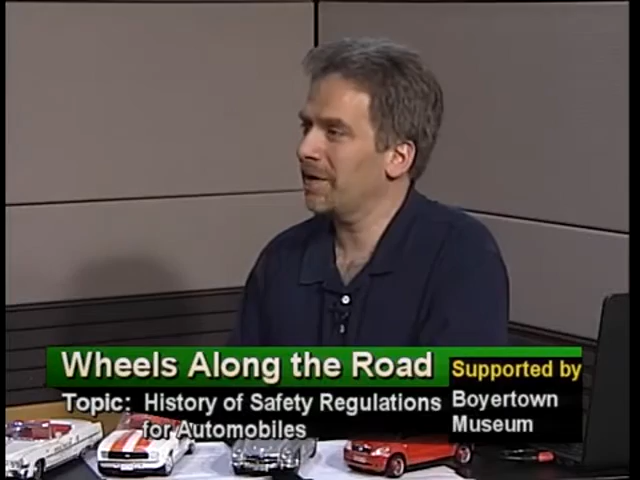 Wheels Along the Road
Supported by
Topic: History of Safety Regulations
for Automobiles
Boyertown
Museum